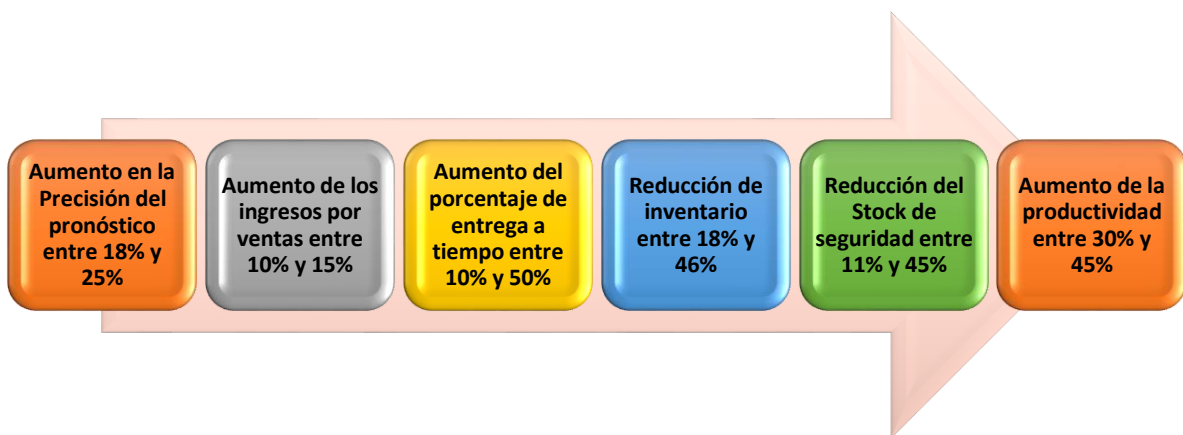 Aumento en la
Precisión del
pronóstico
entre 18% y
25%
Aumento de los
ingresos por
ventas entre
10% y 15%
Aumento del
porcentaje de
entrega a
tiempo entre
10% y 50%
Reducción de
inventario
entre 18% y
46%
Reducción del
Stock de
seguridad entre
11% y 45%
Aumento de la
productividad
entre 30% y
45%